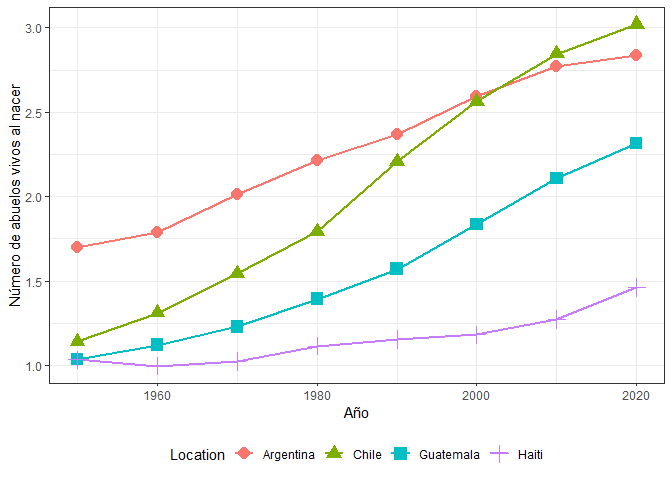 3.0
2.5
2.0
1.5
1.0
Número de abuelos vivos al nacer
1960 1980 2000 2020
Año
Location Argentina Chile Guatemala Haiti